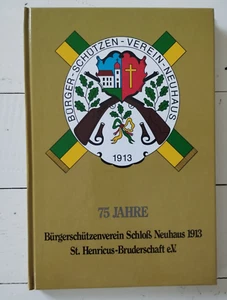 BÜRGER-SCHÜTZEN-VEREIN-NEUHAUS
1913
75 JAHRE
Bürgerschützenverein Schloß Neuhaus 1913
St. Henricus-Bruderschaft e.V.